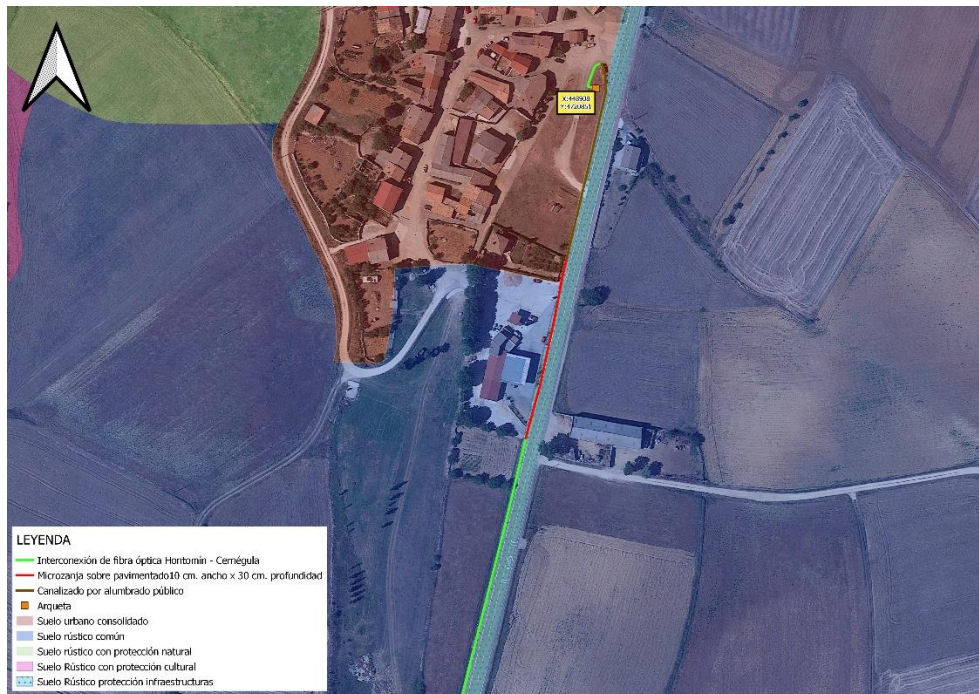 X:448908
Y:4720851
LEYENDA
Interconexión de fibra óptica Hontomín - Cernégula
Microzanja sobre pavimentado10 cm. ancho x 30 cm. profundidad
Canalizado por alumbrado público
Arqueta
Suelo urbano consolidado
Suelo rústico común
Suelo rústico con protección natural
Suelo Rústico con protección cultural
Suelo Rústico protección infraestructuras